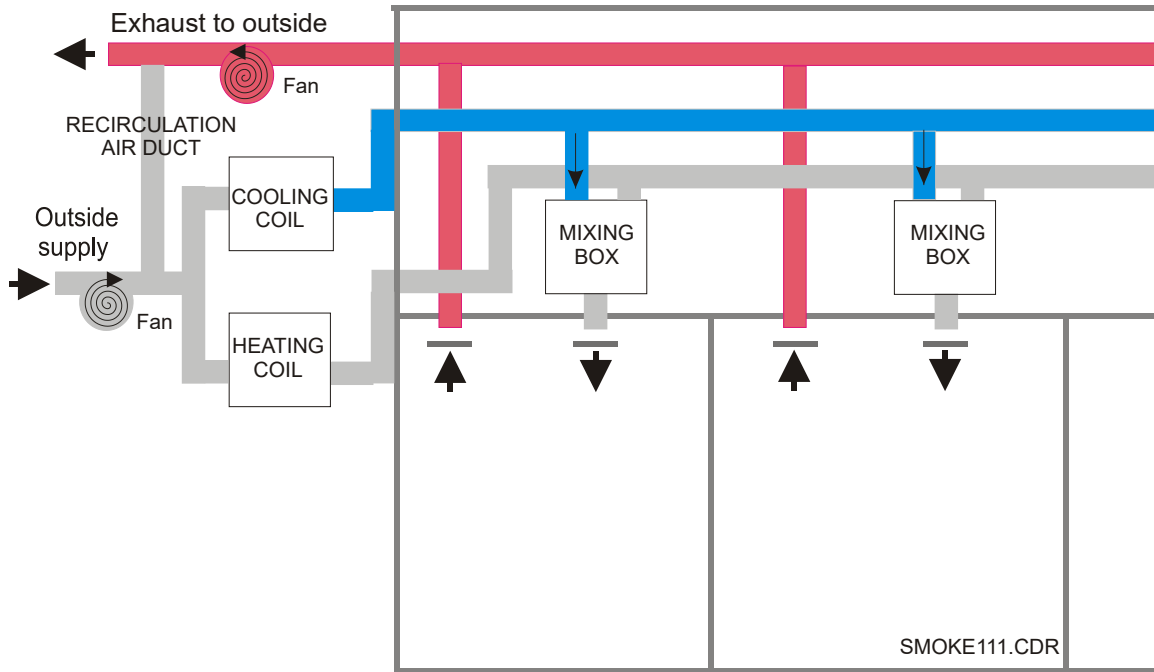 Exhaust to outside
Fan
RECIRCULATION
AIR DUCT
COOLING
COIL
Outside
supply
Fan
HEATING
COIL
MIXING
BOX
MIXING
BOX
SMOKE111.CDR